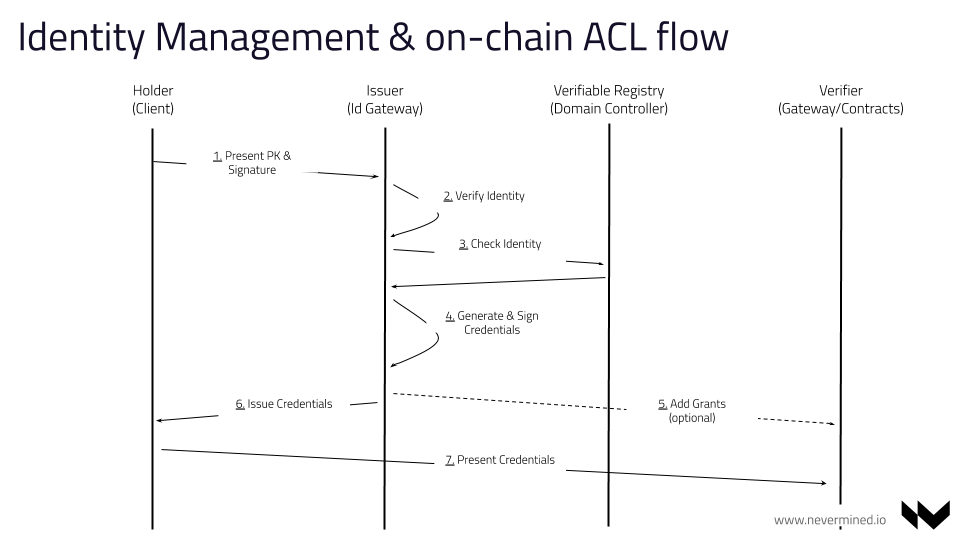 Identity Management & on-chain ACL flow
Holder
(Client)
Issuer
(Id Gateway)
Verifiable Registry
(Domain Controller)
Verifier
(Gateway/Contracts)
1. Present PK &
Signature
2. Verify Identity
3. Check Identity
4. Generate & Sign
Credentials
5. Add Grants
(optional)
6. Issue Credentials
7. Present Credentials
www.nevermined.io